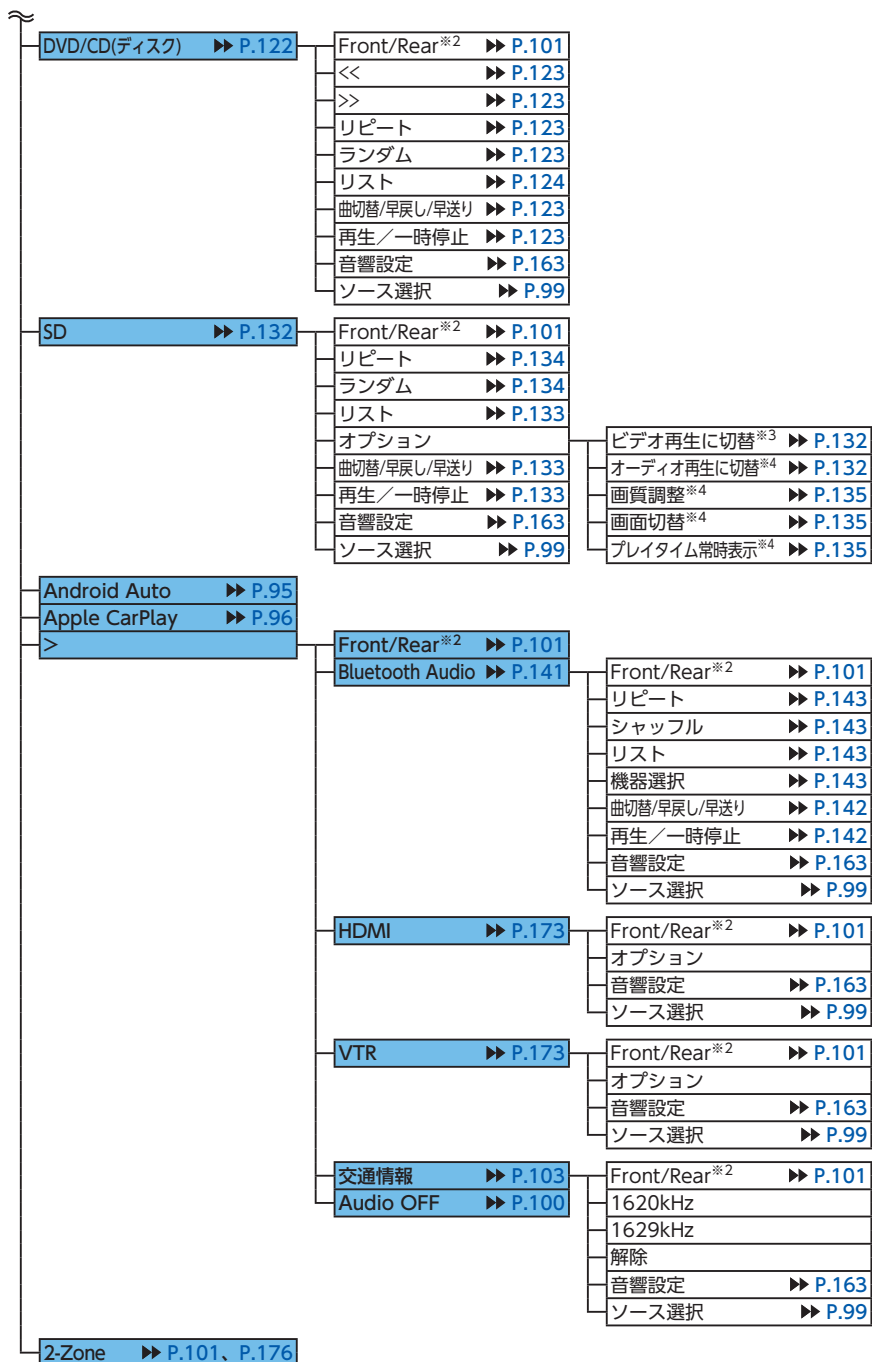 DVD/CD(ディスク) ▶▶ P.122
Front/Rear※2 ▶▶ P.101
<< ▶▶ P.123
>> ▶▶ P.123
リピート ▶▶ P.123
ランダム ▶▶ P.123
リスト ▶▶ P.124
曲切替/早戻し/早送り ▶▶ P.123
再生／一時停止 ▶▶ P.123
音響設定 ▶▶ P.163
ソース選択 ▶▶ P.99
SD ▶▶ P.132
Front/Rear※2 ▶▶ P.101
リピート ▶▶ P.134
ランダム ▶▶ P.134
リスト ▶▶ P.133
オプション
ビデオ再生に切替※3 ▶▶ P.132
オーディオ再生に切替※4 ▶▶ P.132
画質調整※4 ▶▶ P.135
画面切替※4 ▶▶ P.135
プレイタイム常時表示※4 ▶▶ P.135
曲切替/早戻し/早送り ▶▶ P.133
再生／一時停止 ▶▶ P.133
音響設定 ▶▶ P.163
ソース選択 ▶▶ P.99
Android Auto ▶▶ P.95
Apple CarPlay ▶▶ P.96
>
Front/Rear※2 ▶▶ P.101
Bluetooth Audio ▶▶ P.141
Front/Rear※2 ▶▶ P.101
リピート ▶▶ P.143
シャッフル ▶▶ P.143
リスト ▶▶ P.143
機器選択 ▶▶ P.143
曲切替/早戻し/早送り ▶▶ P.142
再生／一時停止 ▶▶ P.142
音響設定 ▶▶ P.163
ソース選択 ▶▶ P.99
HDMI ▶▶ P.173
Front/Rear※2 ▶▶ P.101
オプション
音響設定 ▶▶ P.163
ソース選択 ▶▶ P.99
VTR ▶▶ P.173
Front/Rear※2 ▶▶ P.101
オプション
音響設定 ▶▶ P.163
ソース選択 ▶▶ P.99
交通情報 ▶▶ P.103
Front/Rear※2 ▶▶ P.101
1620kHz
1629kHz
解除
音響設定 ▶▶ P.163
ソース選択 ▶▶ P.99
Audio OFF ▶▶ P.100
2-Zone ▶▶ P.101、P.176